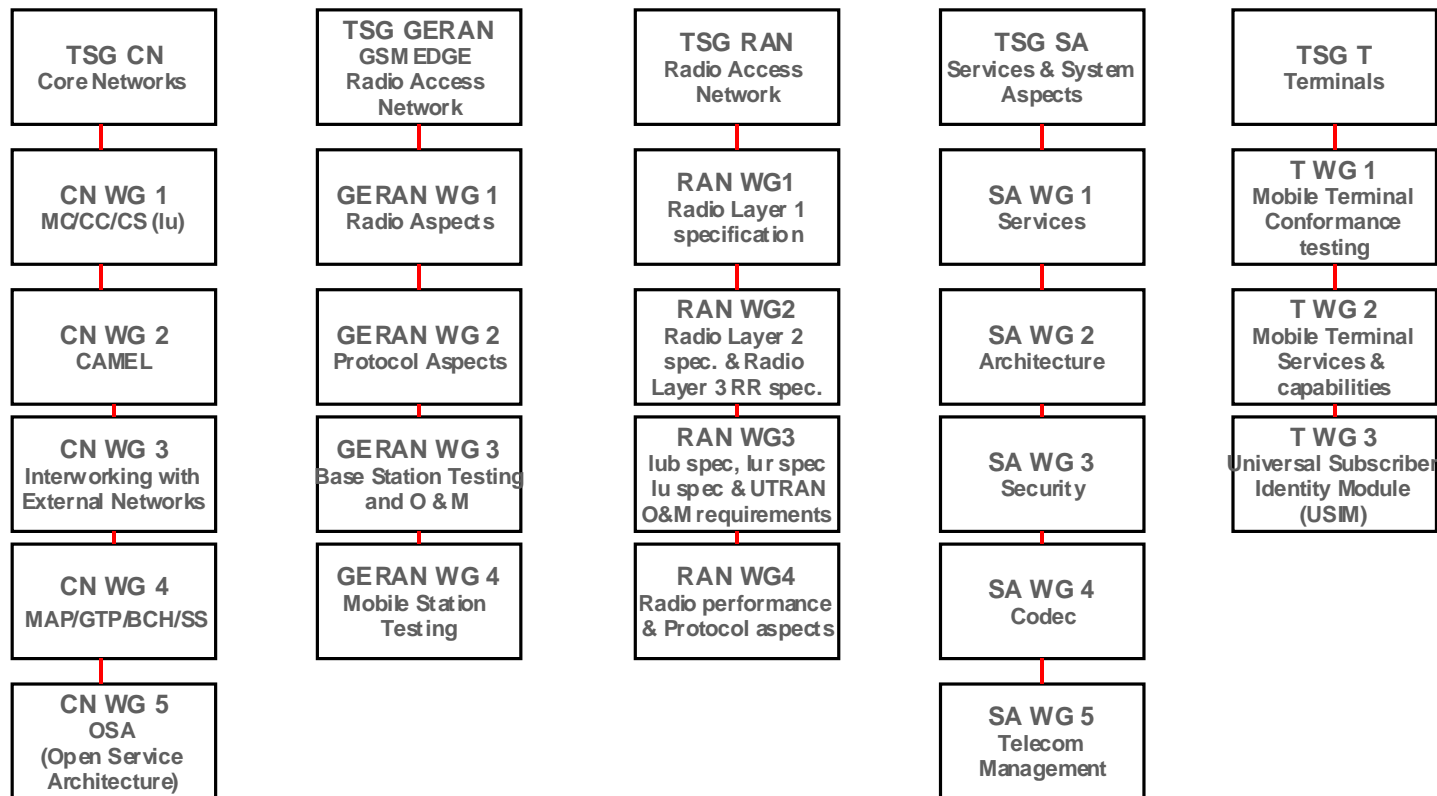 TSG CN
Core Networks
CN WG 1
MC/CC/CS (Iu)
CN WG 2
CAMEL
CN WG 3
Interworking with
External Networks
CN WG 4
MAP/GTP/BCH/SS
CN WG 5
OSA
(Open Service
Architecture)
TSG GERAN
GSM EDGE
Radio Access
Network
GERAN WG 1
Radio Aspects
GERAN WG 2
Protocol Aspects
GERAN WG 3
Base Station Testing
and O & M
GERAN WG 4
Mobile Station
Testing
TSG RAN
Radio Access
Network
RAN WG1
Radio Layer 1
specification
RAN WG2
Radio Layer 2
spec. & Radio
Layer 3 RR spec.
RAN WG3
Iub spec, Iur spec
Iu spec & UTRAN
O&M requirements
RAN WG4
Radio performance
& Protocol aspects
TSG SA
Services & System
Aspects
SA WG 1
Services
SA WG 2
Architecture
SA WG 3
Security
SA WG 4
Codec
SA WG 5
Telecom
Management
TSG T
Terminals
T WG 1
Mobile Terminal
Conformance
testing
T WG 2
Mobile Terminal
Services &
capabilities
T WG 3
Universal Subscriber
Identity Module
(USIM)